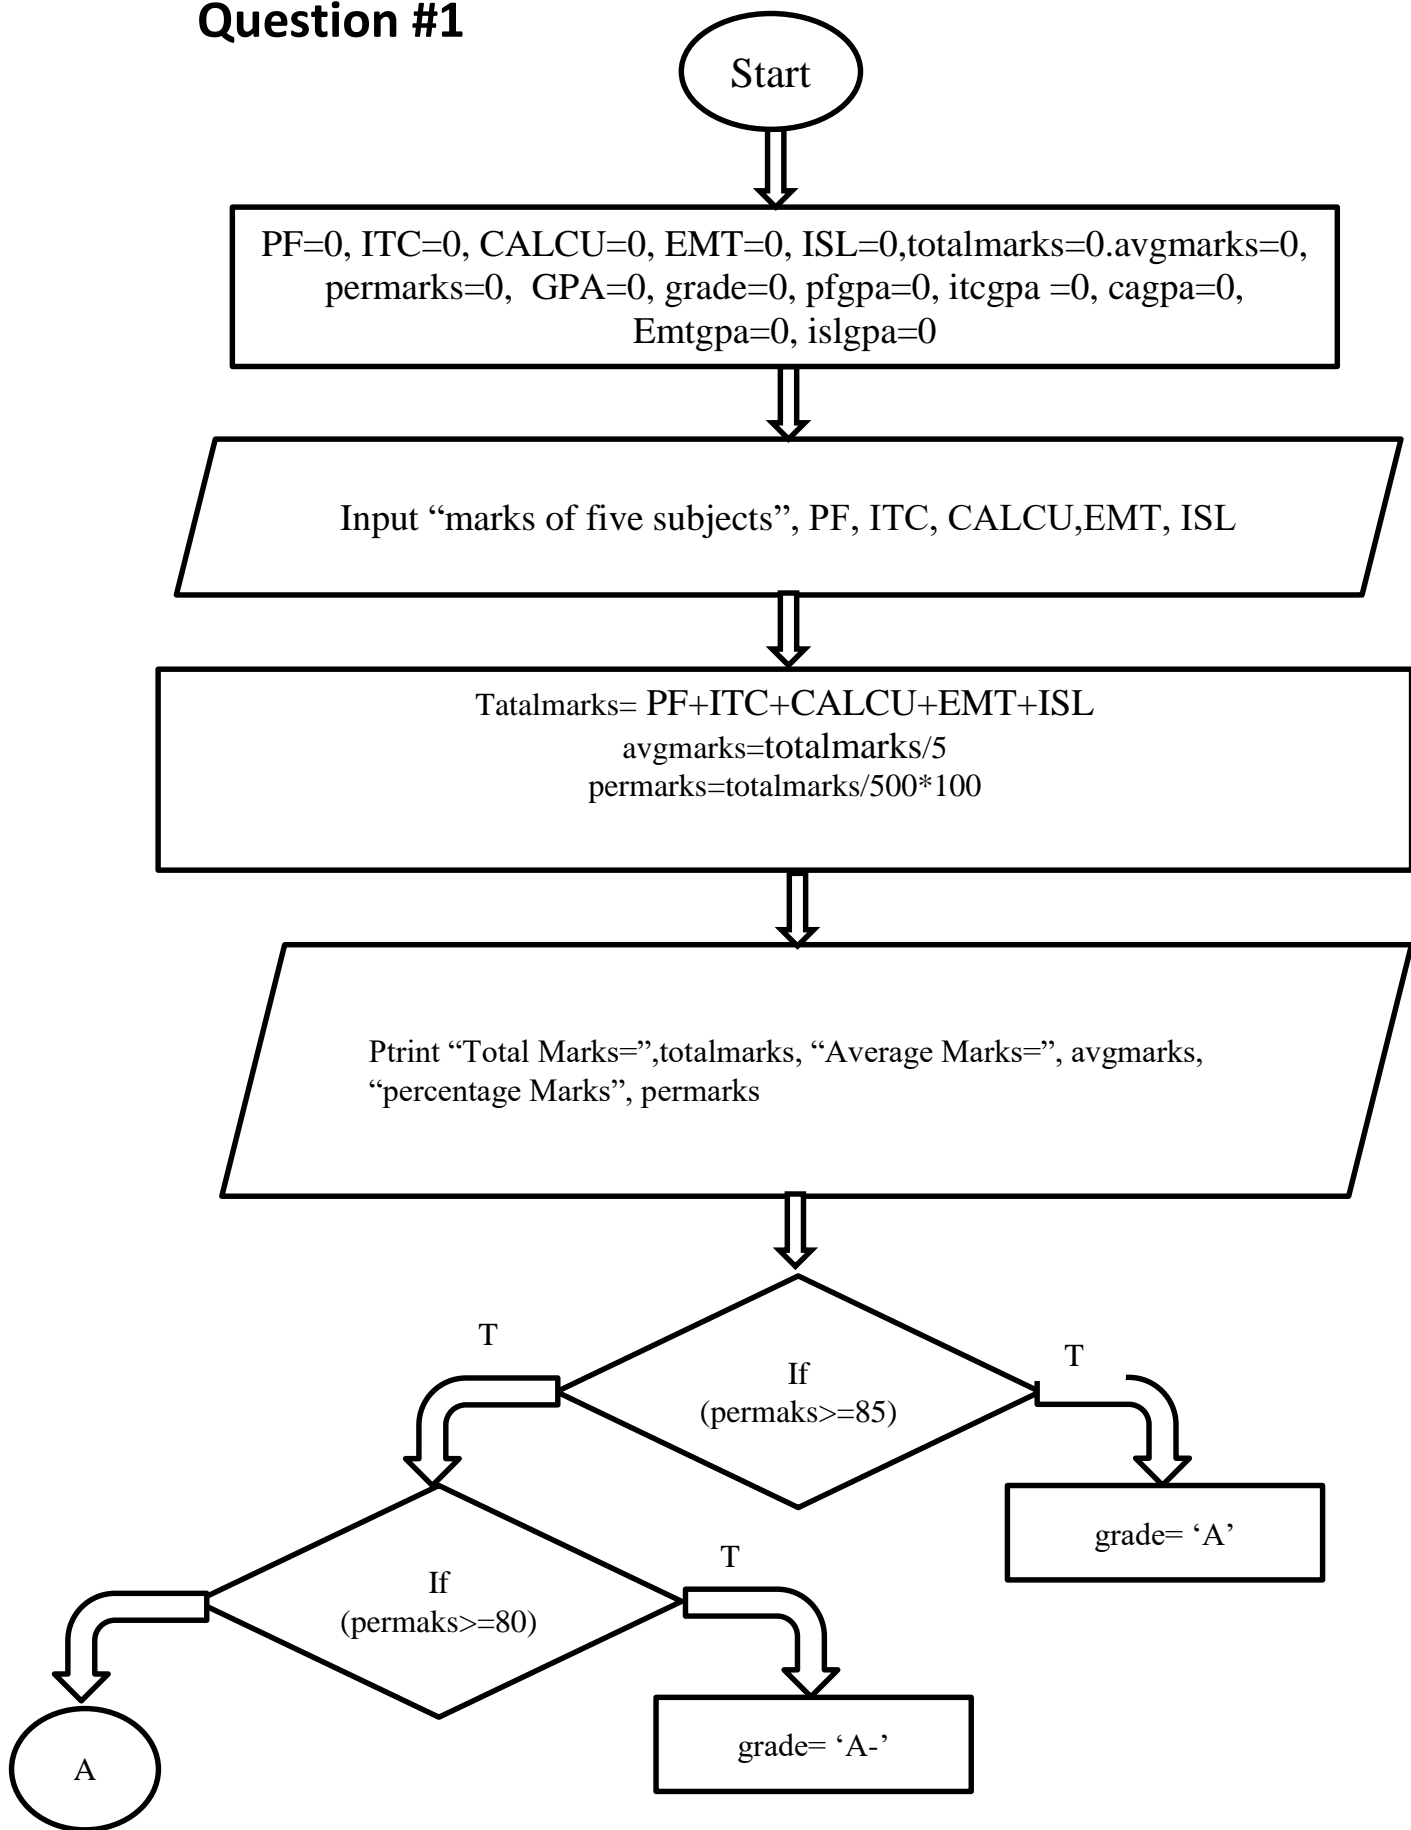 Question #1
Start
PF=0, ITC=0, CALCU=0, EMT=0, ISL=0,totalmarks=0.avgmarks=0,
permarks=0, GPA=0, grade=0, pfgpa=0, itcgpa =0, cagpa=0,
Emtgpa=0, islgpa=0
Input “marks of five subjects”, PF, ITC, CALCU,EMT, ISL
Tatalmarks= PF+ITC+CALCU+EMT+ISL
avgmarks=totalmarks/5
permarks=totalmarks/500*100
Ptrint “Total Marks=”,totalmarks, “Average Marks=”, avgmarks,
“percentage Marks”, permarks
T
T
If
(permaks>=85)
grade= ‘A’
T
If
(permaks>=80)
grade= ‘A-’
A